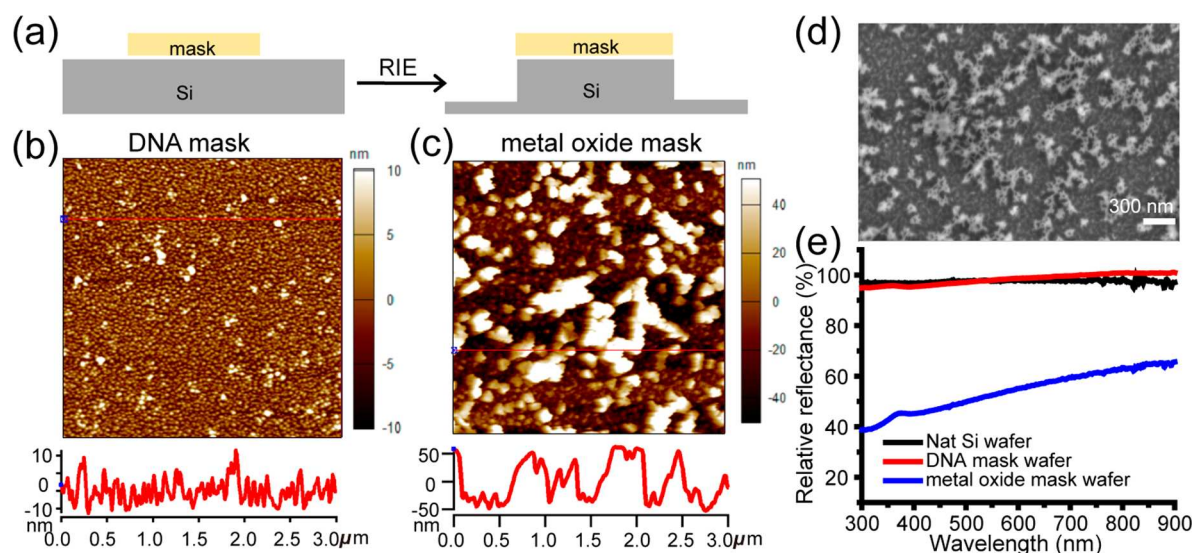 (a)
mask
Si
RIE
mask
Si
(b)
DNA mask
nm
10
5
0
-5
-10
10
0
-10
nm
0.0 0.5 1.0 1.5 2.0 2.5 3.0 µm
(c)
metal oxide mask
nm
40
20
0
-20
-40
50
0
-50
nm
0.0 0.5 1.0 1.5 2.0 2.5 3.0 µm
(d)
300 nm
(e)
Relative reflectance (%)
100
80
60
40
20
Nat Si wafer
DNA mask wafer
metal oxide mask wafer
300 400 500 600 700 800 900
Wavelength (nm)